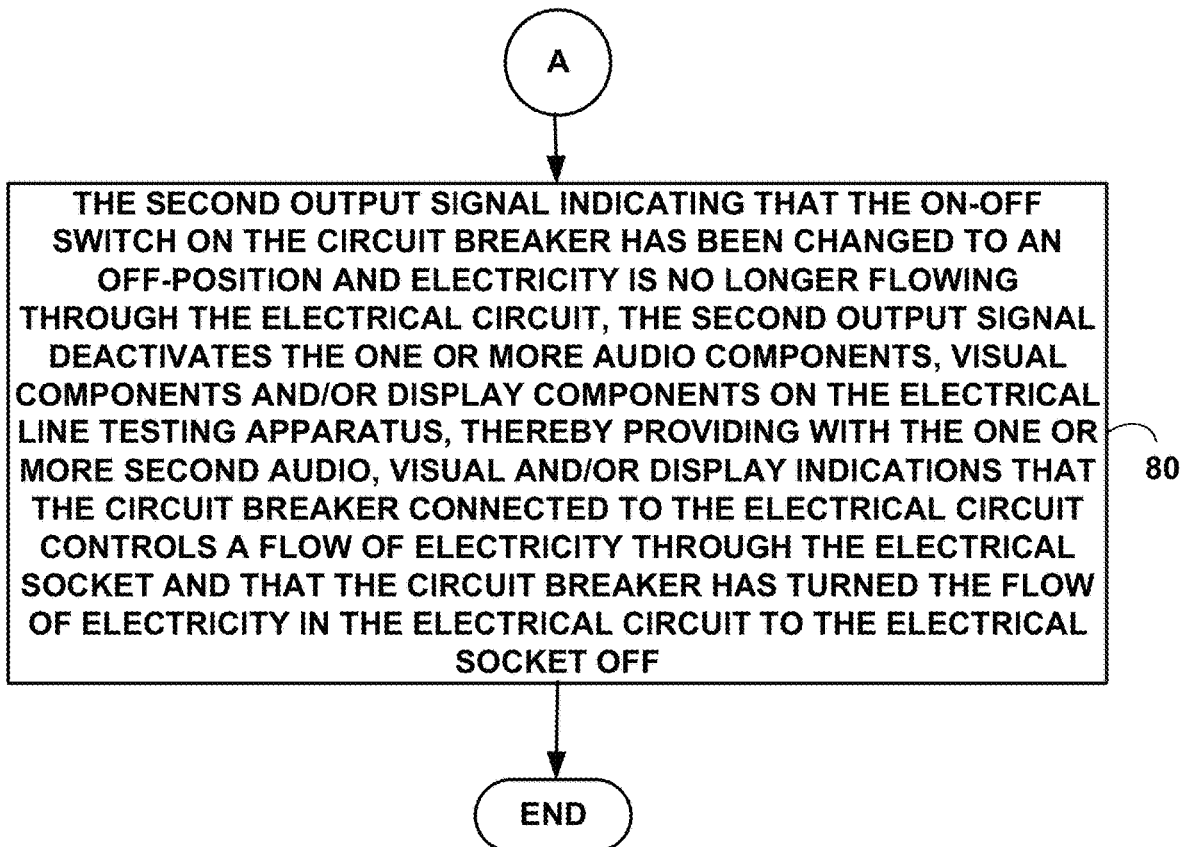 A
THE SECOND OUTPUT SIGNAL INDICATING THAT THE ON-OFF
SWITCH ON THE CIRCUIT BREAKER HAS BEEN CHANGED TO AN
OFF-POSITION AND ELECTRICITY IS NO LONGER FLOWING
THROUGH THE ELECTRICAL CIRCUIT, THE SECOND OUTPUT SIGNAL
DEACTIVATES THE ONE OR MORE AUDIO COMPONENTS, VISUAL
COMPONENTS AND/OR DISPLAY COMPONENTS ON THE ELECTRICAL
LINE TESTING APPARATUS, THEREBY PROVIDING WITH THE ONE OR
MORE SECOND AUDIO, VISUAL AND/OR DISPLAY INDICATIONS THAT
THE CIRCUIT BREAKER CONNECTED TO THE ELECTRICAL CIRCUIT
CONTROLS A FLOW OF ELECTRICITY THROUGH THE ELECTRICAL
SOCKET AND THAT THE CIRCUIT BREAKER HAS TURNED THE FLOW
OF ELECTRICITY IN THE ELECTRICAL CIRCUIT TO THE ELECTRICAL
SOCKET OFF
80
END